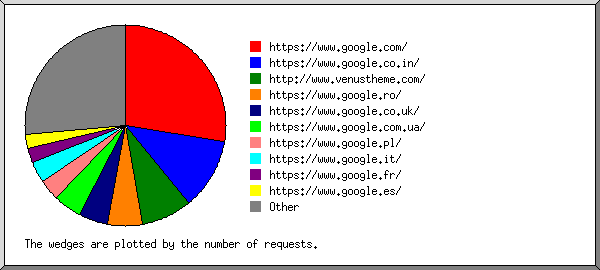 https://www.google.com/
https://www.google.co.in/
http://www.venustheme.com/
https://www.google.ro/
https://www.google.co.uk/
https://www.google.com.ua/
https://www.google.pl/
https://www.google.it/
https://www.google.fr/
https://www.google.es/
Other
The wedges are plotted by the number of requests.